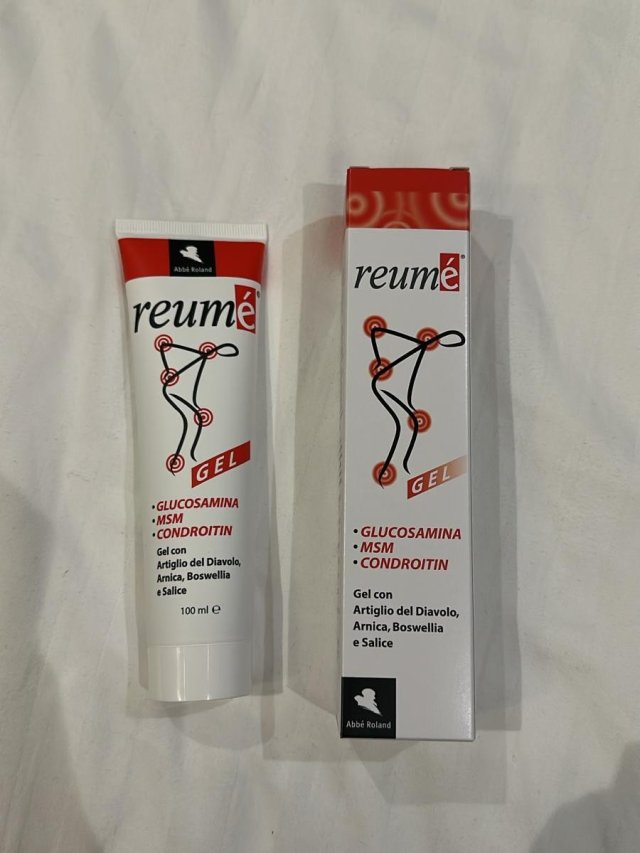 Abbé Roland
reumé®
GEL
• GLUCOSAMINA
• MSM
• CONDROITIN
Gel con
Artiglio del Diavolo,
Arnica, Boswellia
e Salice
100 ml ℮
reumé®
GEL
• GLUCOSAMINA
• MSM
• CONDROITIN
Gel con
Artiglio del Diavolo,
Arnica, Boswellia
e Salice
Abbé Roland